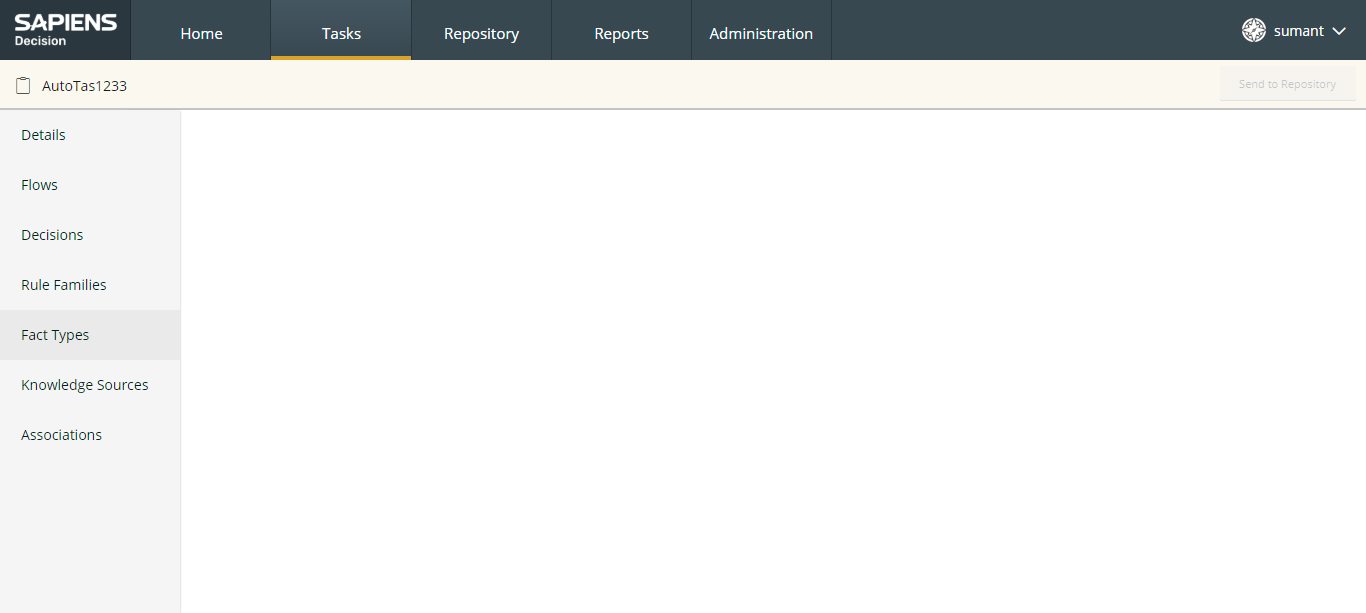 SAPIENS
Decision
Home
Tasks
Repository
Reports
Administration
sumant
AutoTas1233
Send to Repository
Details
Flows
Decisions
Rule Families
Fact Types
Knowledge Sources
Associations